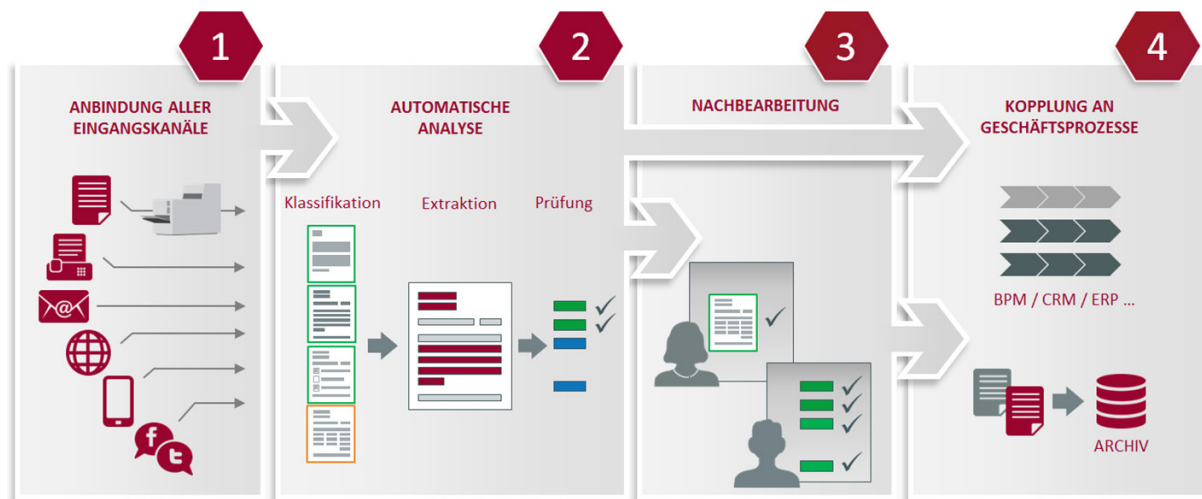 1
ANBINDUNG ALLER
EINGANGSKANÄLE
@
f
t
2
AUTOMATISCHE
ANALYSE
Klassifikation
Extraktion
Prüfung
3
NACHBEARBEITUNG
4
KOPPLUNG AN
GESCHÄFTSPROZESSE
BPM / CRM / ERP ...
ARCHIV